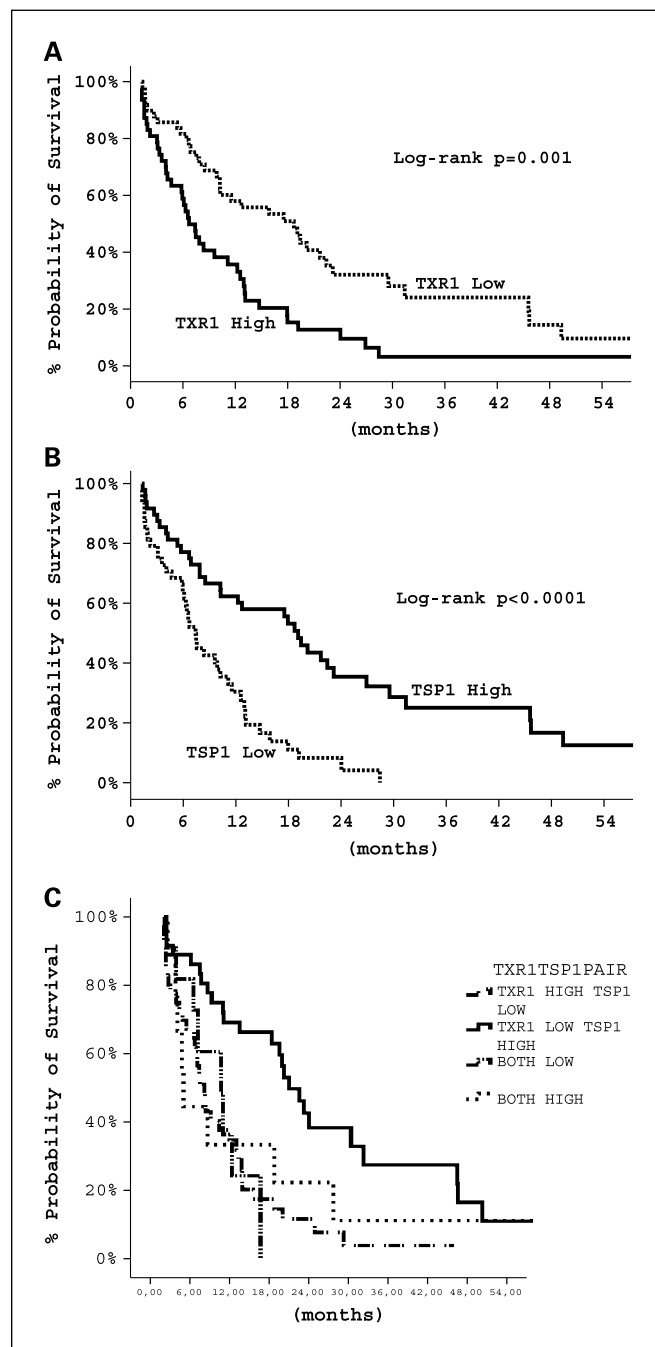 A
% Probability of Survival
100%
80%
60%
40%
20%
0%
Log-rank p=0.001
TXR1 Low
TXR1 High
0 6 12 18 24 30 36 42 48 54
(months)
B
% Probability of Survival
100%
80%
60%
40%
20%
0%
Log-rank p<0.0001
TSP1 High
TSP1 Low
0 6 12 18 24 30 36 42 48 54
(months)
C
% Probability of Survival
100%
80%
60%
40%
20%
0%
TXR1TSP1PAIR
TXR1 HIGH TSP1
LOW
TXR1 LOW TSP1
HIGH
BOTH LOW
BOTH HIGH
0,00 6,00 12,00 18,00 24,00 30,00 36,00 42,00 48,00 54,00
(months)